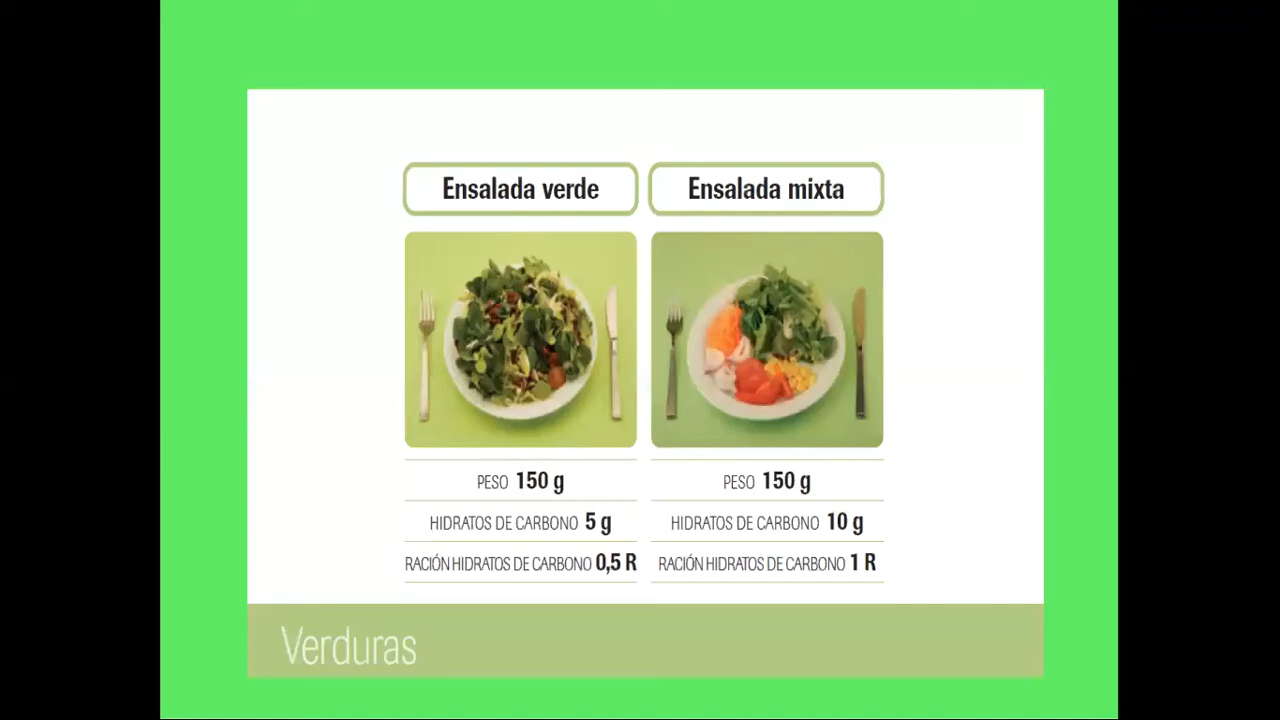 Ensalada verde
Ensalada mixta
PESO 150 g
PESO 150 g
HIDRATOS DE CARBONO 5 g
HIDRATOS DE CARBONO 10 g
RACIÓN HIDRATOS DE CARBONO 0,5 R
RACIÓN HIDRATOS DE CARBONO 1 R
Verduras